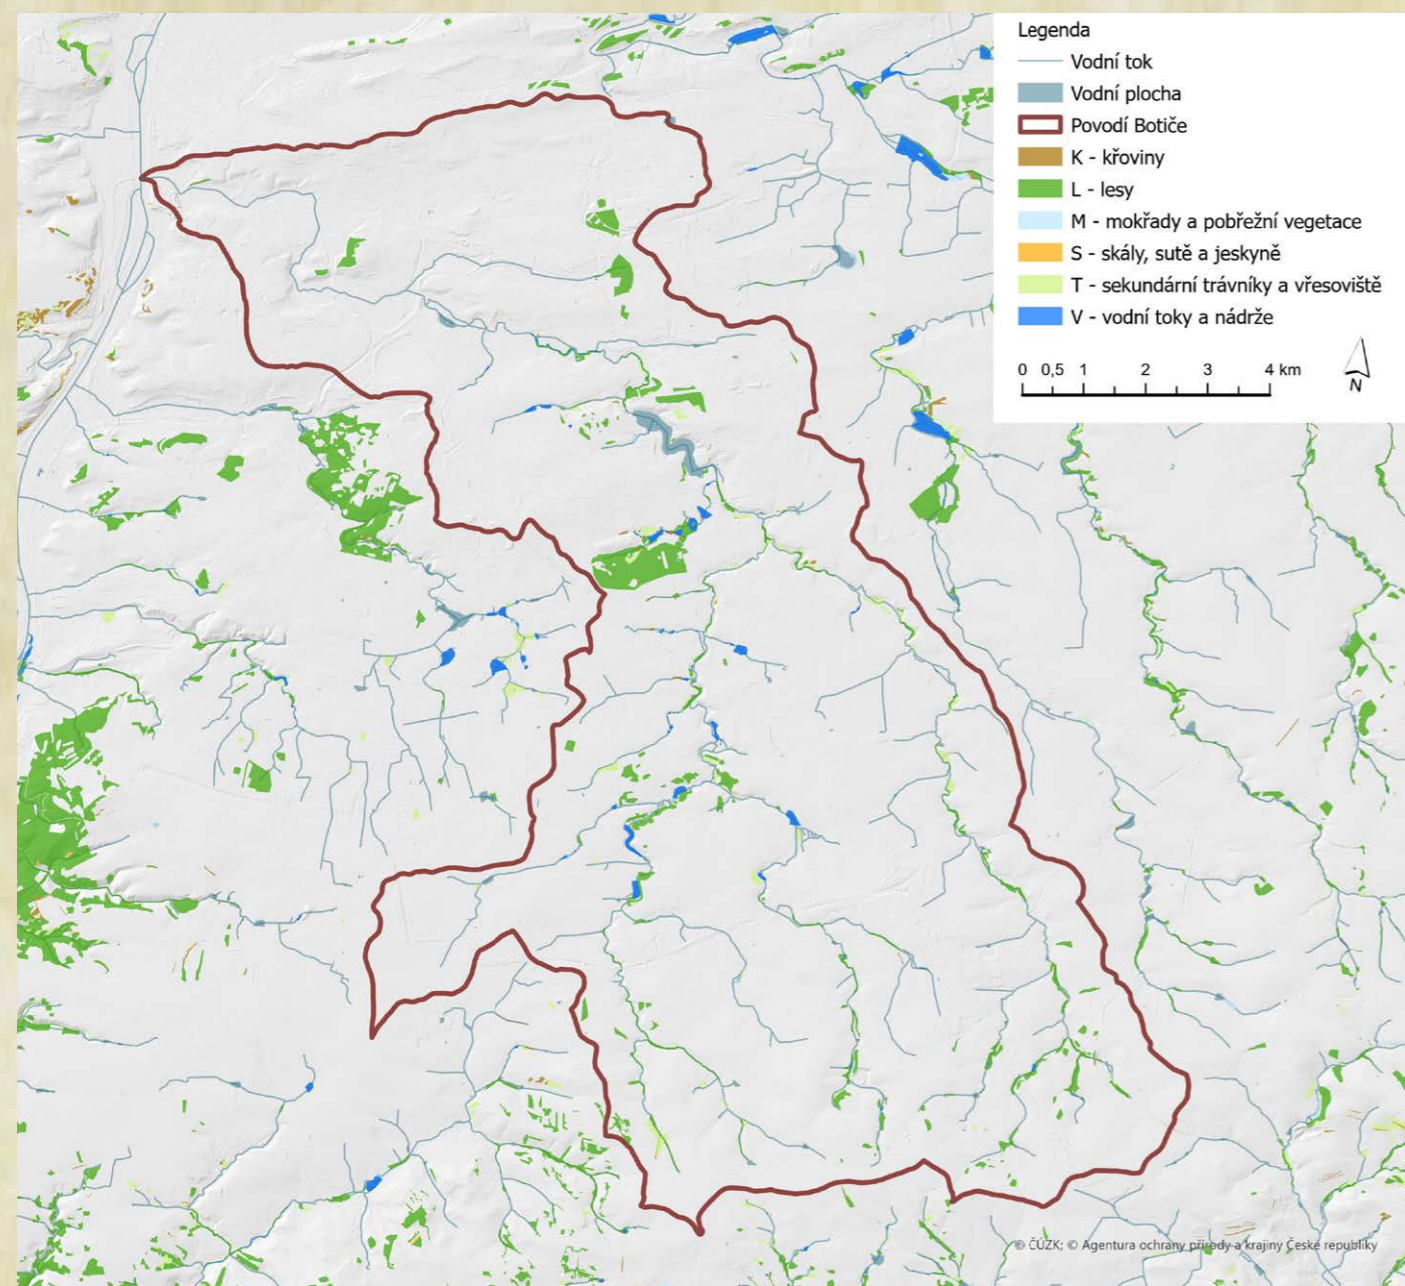 Legenda
Vodní tok
Vodní plocha
Povodí Botiče
K - křoviny
L - lesy
M - mokřady a pobřežní vegetace
S - skály, sutě a jeskyně
T - sekundární trávníky a vřesoviště
V - vodní toky a nádrže
0 0,5 1 2 3 4 km
N
© ČÚZK; © Agentura ochrany přírody a krajiny České republiky